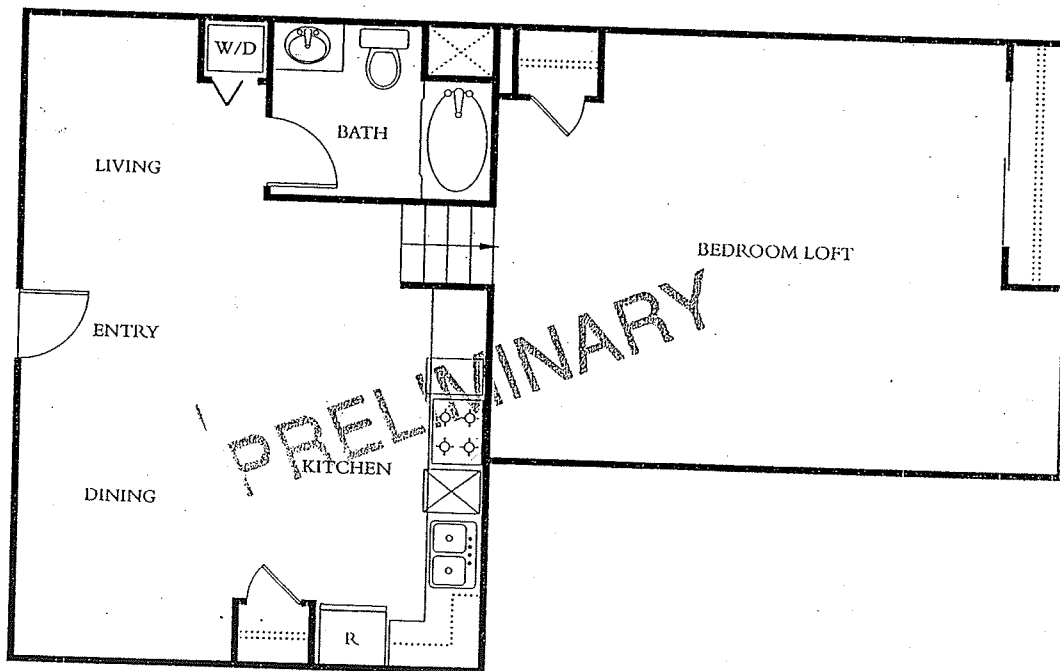 W/D
BATH
LIVING
BEDROOM LOFT
ENTRY
PRELIMINARY
KITCHEN
DINING
R